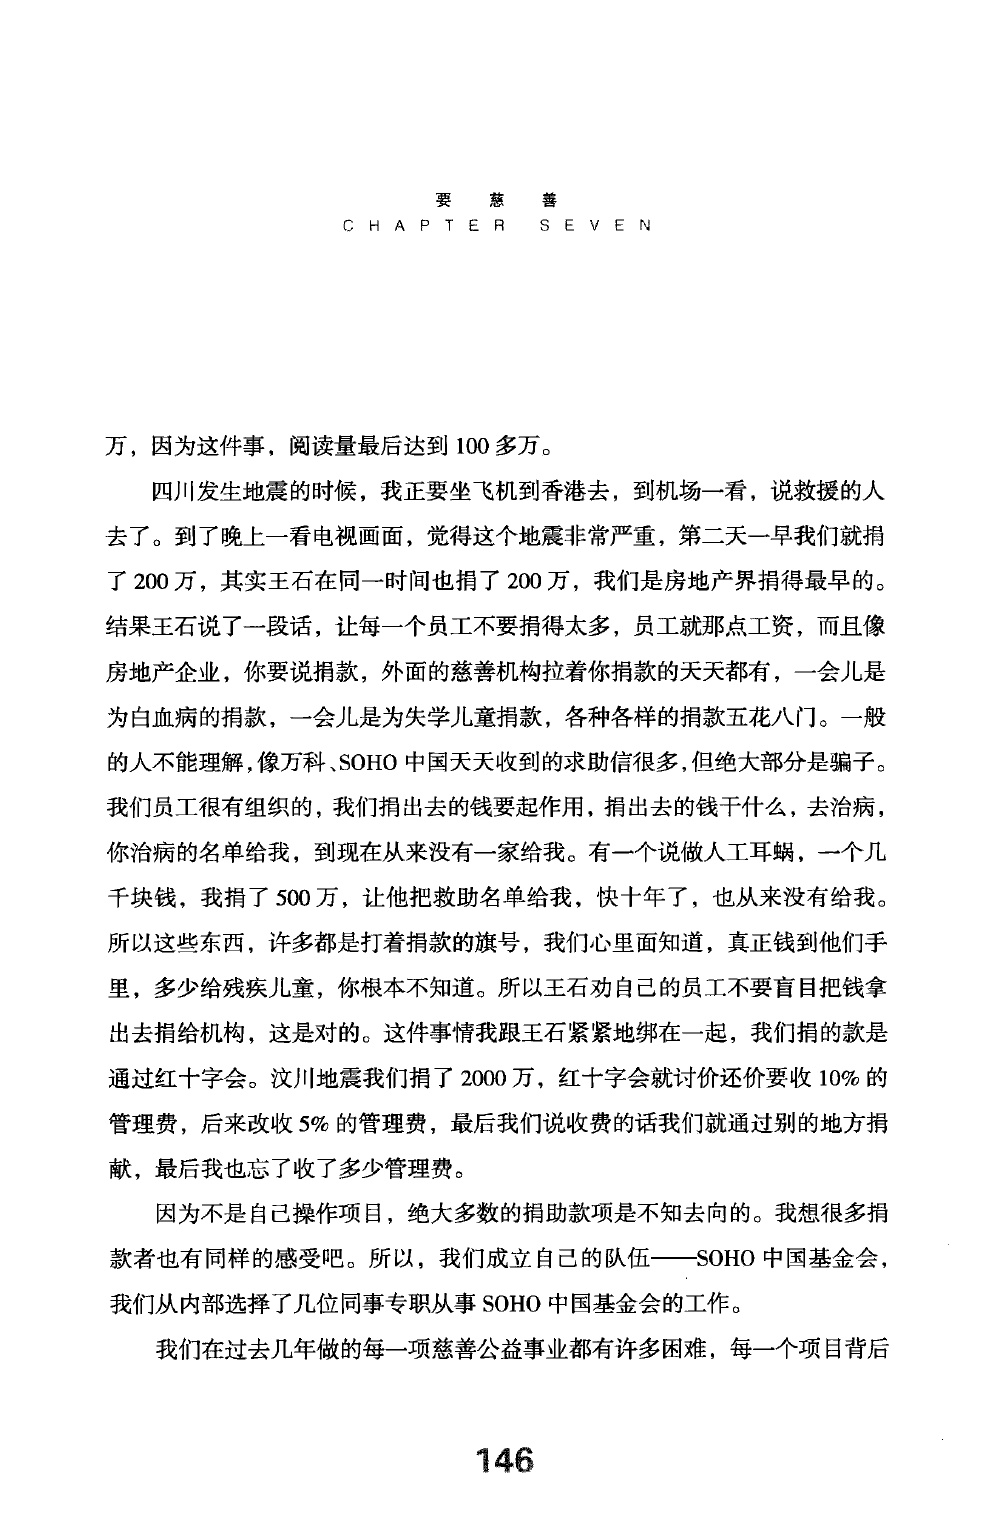 要 慈 善
CHAPTER SEVEN
万，因为这件事，阅读量最后达到 100 多万。
四川发生地震的时候，我正要坐飞机到香港去，到机场一看，说救援的人
去了。到了晚上一看电视画面，觉得这个地震非常严重，第二天一早我们就捐
了 200 万，其实王石在同一时间也捐了 200 万，我们是房地产界捐得最早的。
结果王石说了一段话，让每一个员工不要捐得太多，员工就那点工资，而且像
房地产企业，你要说捐款，外面的慈善机构拉着你捐款的天天都有，一会儿是
为白血病的捐款，一会儿是为失学儿童捐款，各种各样的捐款五花八门。一般
的人不能理解，像万科、SOHO 中国天天收到的求助信很多，但绝大部分是骗子。
我们员工很有组织的，我们捐出去的钱要起作用，捐出去的钱干什么，去治病，
你治病的名单给我，到现在从来没有一家给我。有一个说做人工耳蜗，一个几
千块钱，我捐了 500 万，让他把救助名单给我，快十年了，也从来没有给我。
所以这些东西，许多都是打着捐款的旗号，我们心里面知道，真正钱到他们手
里，多少给残疾儿童，你根本不知道。所以王石劝自己的员工不要盲目把钱拿
出去捐给机构，这是对的。这件事情我跟王石紧紧地绑在一起，我们捐的款是
通过红十字会。汶川地震我们捐了 2000 万，红十字会就讨价还价要收 10% 的
管理费，后来改收 5% 的管理费，最后我们说收费的话我们就通过别的地方捐
献，最后我也忘了收了多少管理费。
因为不是自己操作项目，绝大多数的捐助款项是不知去向的。我想很多捐
款者也有同样的感受吧。所以，我们成立自己的队伍——SOHO 中国基金会，
我们从内部选择了几位同事专职从事 SOHO 中国基金会的工作。
我们在过去几年做的每一项慈善公益事业都有许多困难，每一个项目背后
146